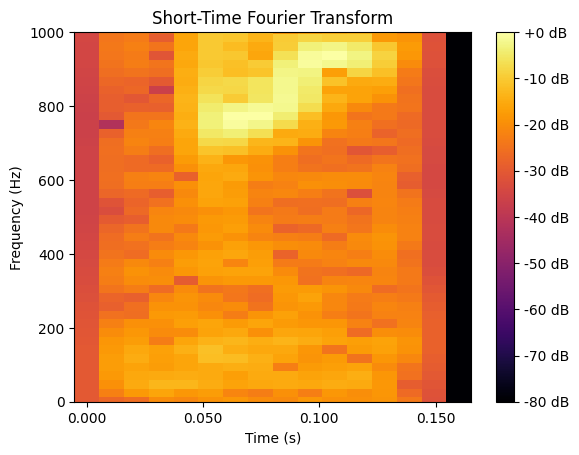 Short-Time Fourier Transform
1000
800
600
400
200
0
Frequency (Hz)
0.000
0.050
0.100
0.150
Time (s)
+0 dB
-10 dB
-20 dB
-30 dB
-40 dB
-50 dB
-60 dB
-70 dB
-80 dB